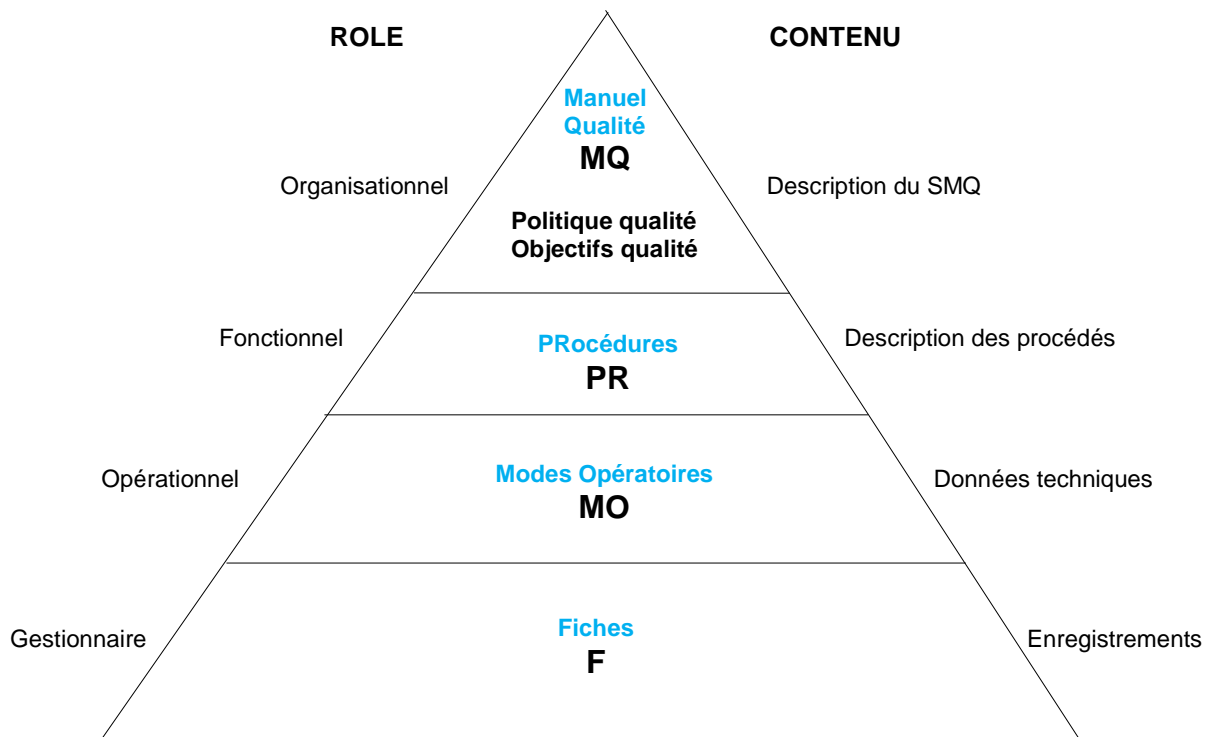 ROLE
CONTENU
Manuel
Qualité
MQ
Organisationnel
Description du SMQ
Politique qualité
Objectifs qualité
Fonctionnel
PRocédures
Description des procédés
PR
Opérationnel
Modes Opératoires
Données techniques
MO
Gestionnaire
Fiches
Enregistrements
F